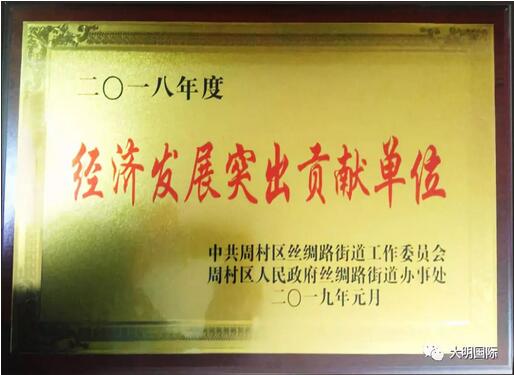 二〇一八年度
经济发展突出贡献单位
中共周村区丝绸路街道工作委员会
周村区人民政府丝绸路街道办事处
二〇一九年元月
大明国际